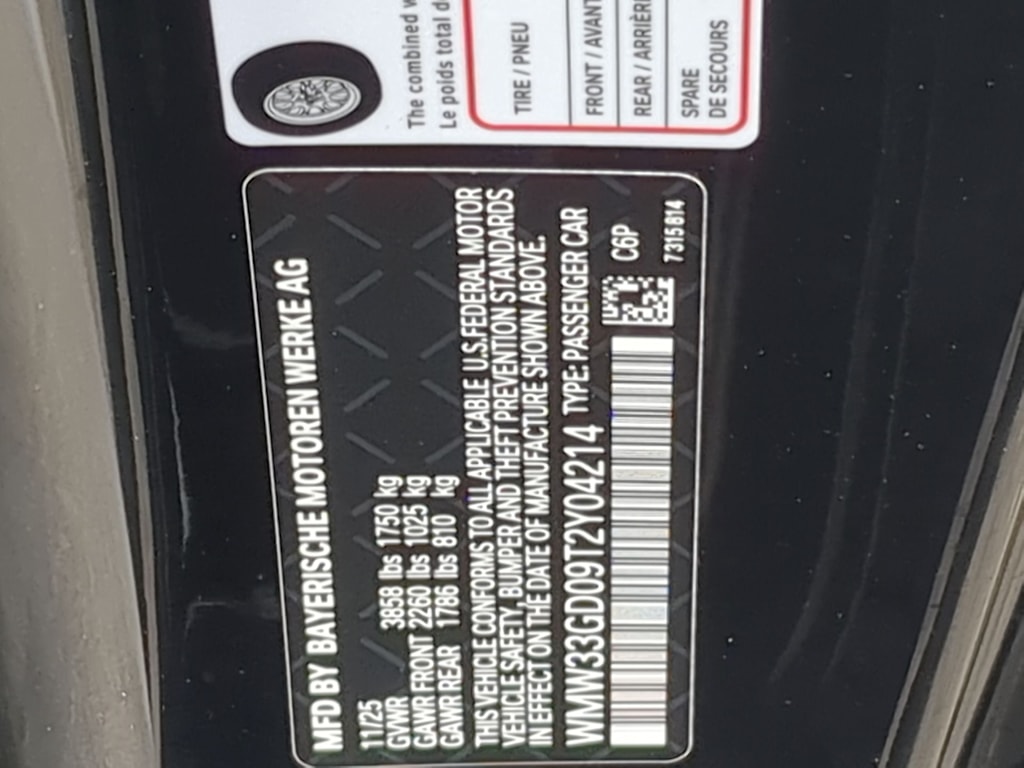 The combined
Le poids total
TIRE / PNEU
FRONT / AVANT
REAR / ARRIÈRE
SPARE
DE SECOURS
MFD BY BAYERISCHE MOTOREN WERKE AG
11/25
GVWR 3858 lbs 1750 kg
GAWR FRONT 2260 lbs 1025 kg
GAWR REAR 1786 lbs 810 kg
THIS VEHICLE CONFORMS TO ALL APPLICABLE U.S. FEDERAL MOTOR
VEHICLE SAFETY, BUMPER AND THEFT PREVENTION STANDARDS
IN EFFECT ON THE DATE OF MANUFACTURE SHOWN ABOVE.
WMW33GD09T2Y04214 TYPE: PASSENGER CAR
C6P
7315814